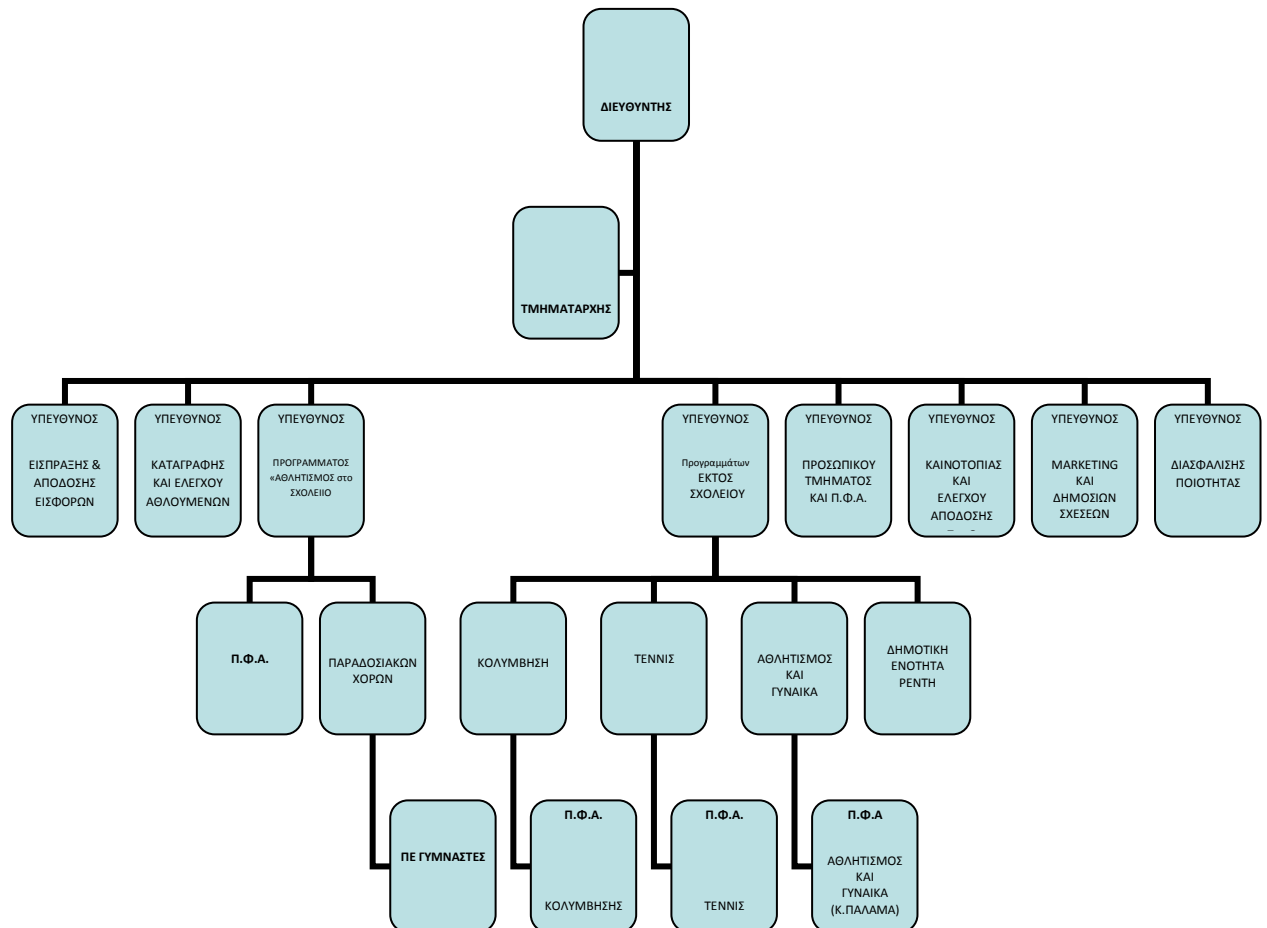 ΔΙΕΥΘΥΝΤΗΣ
ΤΜΗΜΑΤΑΡΧΗΣ
ΥΠΕΥΘΥΝΟΣ
ΕΙΣΠΡΑΞΗΣ &
ΑΠΟΔΟΣΗΣ
ΕΙΣΦΟΡΩΝ
ΥΠΕΥΘΥΝΟΣ
ΚΑΤΑΓΡΑΦΗΣ
ΚΑΙ ΕΛΕΓΧΟΥ
ΑΘΛΟΥΜΕΝΩΝ
ΥΠΕΥΘΥΝΟΣ
ΠΡΟΓΡΑΜΜΑΤΟΣ
«ΑΘΛΗΤΙΣΜΟΣ στο
ΣΧΟΛΕΙΙΟ
ΥΠΕΥΘΥΝΟΣ
Προγραμμάτων
ΕΚΤΟΣ
ΣΧΟΛΕΙΟΥ
ΥΠΕΥΘΥΝΟΣ
ΠΡΟΣΩΠΙΚΟΥ
ΤΜΗΜΑΤΟΣ
ΚΑΙ Π.Φ.Α.
ΥΠΕΥΘΥΝΟΣ
ΚΑΙΝΟΤΟΠΙΑΣ
ΚΑΙ
ΕΛΕΓΧΟΥ
ΑΠΟΔΟΣΗΣ
ΥΠΕΥΘΥΝΟΣ
MARKETING
ΚΑΙ
ΔΗΜΟΣΙΩΝ
ΣΧΕΣΕΩΝ
ΥΠΕΥΘΥΝΟΣ
ΔΙΑΣΦΑΛΙΣΗΣ
ΠΟΙΟΤΗΤΑΣ
Π.Φ.Α.
ΠΑΡΑΔΟΣΙΑΚΩΝ
ΧΟΡΩΝ
ΚΟΛΥΜΒΗΣΗ
ΤΕΝΝΙΣ
ΑΘΛΗΤΙΣΜΟΣ
ΚΑΙ
ΓΥΝΑΙΚΑ
ΔΗΜΟΤΙΚΗ
ΕΝΟΤΗΤΑ
ΡΕΝΤΗ
ΠΕ ΓΥΜΝΑΣΤΕΣ
Π.Φ.Α.
ΚΟΛΥΜΒΗΣΗΣ
Π.Φ.Α.
ΤΕΝΝΙΣ
Π.Φ.Α
ΑΘΛΗΤΙΣΜΟΣ
ΚΑΙ
ΓΥΝΑΙΚΑ
(Κ.ΠΑΛΑΜΑ)